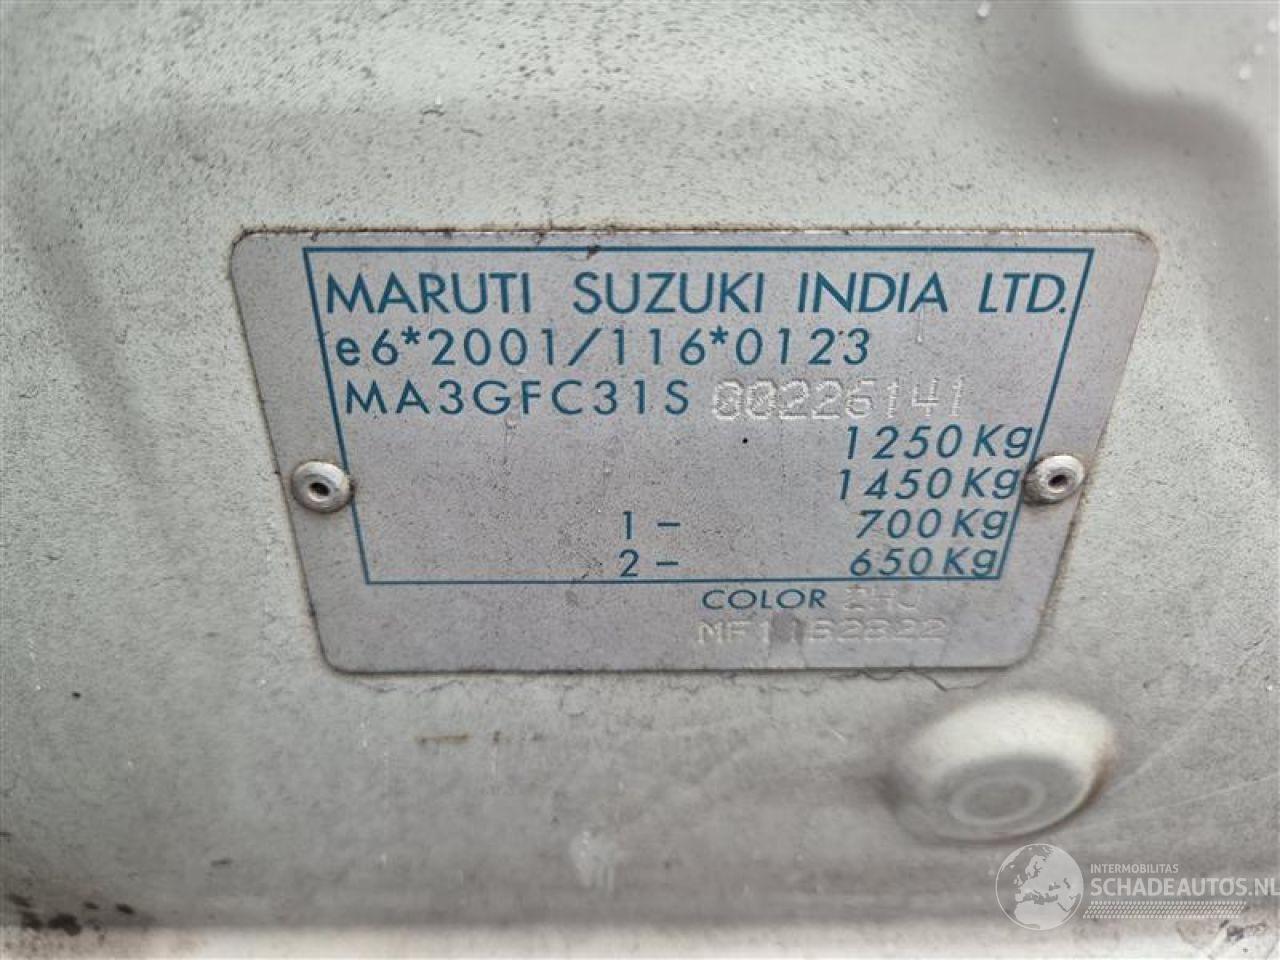 MARUTI SUZUKI INDIA LTD.
e6*2001/116*0123
MA3GFC31S 00226141
1250Kg
1450Kg
1- 700Kg
2- 650Kg
COLOR ZHJ
INTERMOBILITAS
SCHADEAUTOS.NL